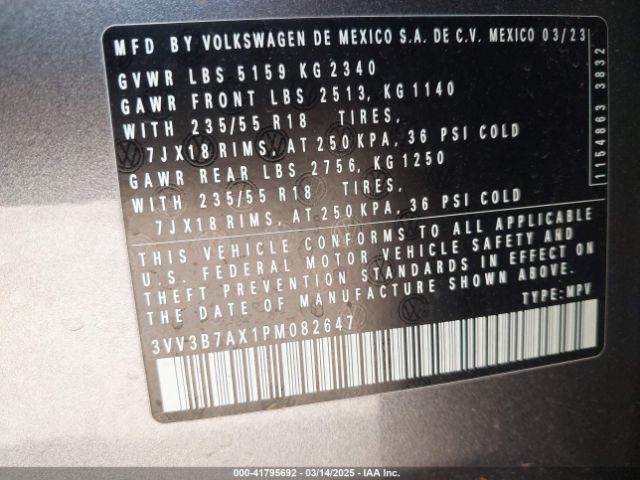 MFD BY VOLKSWAGEN DE MEXICO S.A. DE C.V. MEXICO 03/23
GVWR LBS 5159 KG 2340
GAWR FRONT LBS 2513, KG 1140
WITH 235/55 R18 TIRES,
7JX18 RIMS, AT 250 KPA, 36 PSI COLD
GAWR REAR LBS 2756, KG 1250
WITH 235/55 R18 TIRES,
7JX18 RIMS, AT 250 KPA, 36 PSI COLD
THIS VEHICLE CONFORMS TO ALL APPLICABLE
U.S. FEDERAL MOTOR VEHICLE SAFETY AND
THEFT PREVENTION STANDARDS IN EFFECT ON
THE DATE OF MANUFACTURE SHOWN ABOVE.
3VV3B7AX1PM082647 TYPE: MPV
1154863 3832
000-41795692 - 03/14/2025 - IAA Inc.